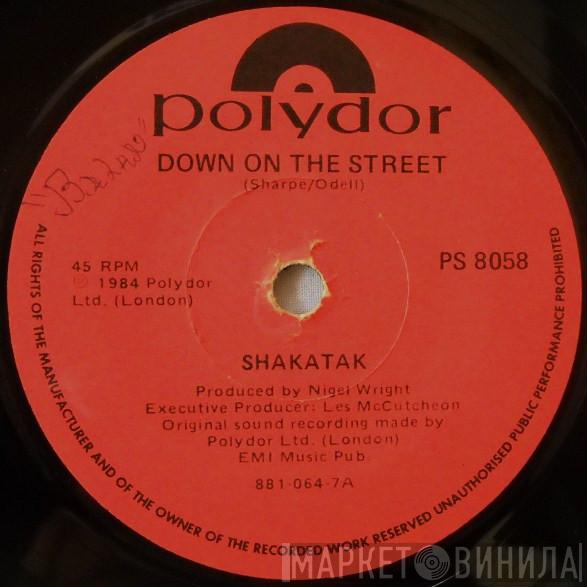 polydor
DOWN ON THE STREET
(Sharpe/Odell)
45 RPM
℗ 1984 Polydor
Ltd. (London)
PS 8058
SHAKATAK
Produced by Nigel Wright
Executive Producer: Les McCutcheon
Original sound recording made by
Polydor Ltd. (London)
EMI Music Pub.
881-064-7A
ALL RIGHTS OF THE MANUFACTURER AND OF THE OWNER OF THE RECORDED WORK RESERVED UNAUTHORISED PUBLIC PERFORMANCE PROHIBITED
МАРКЕТ ВИНИЛА